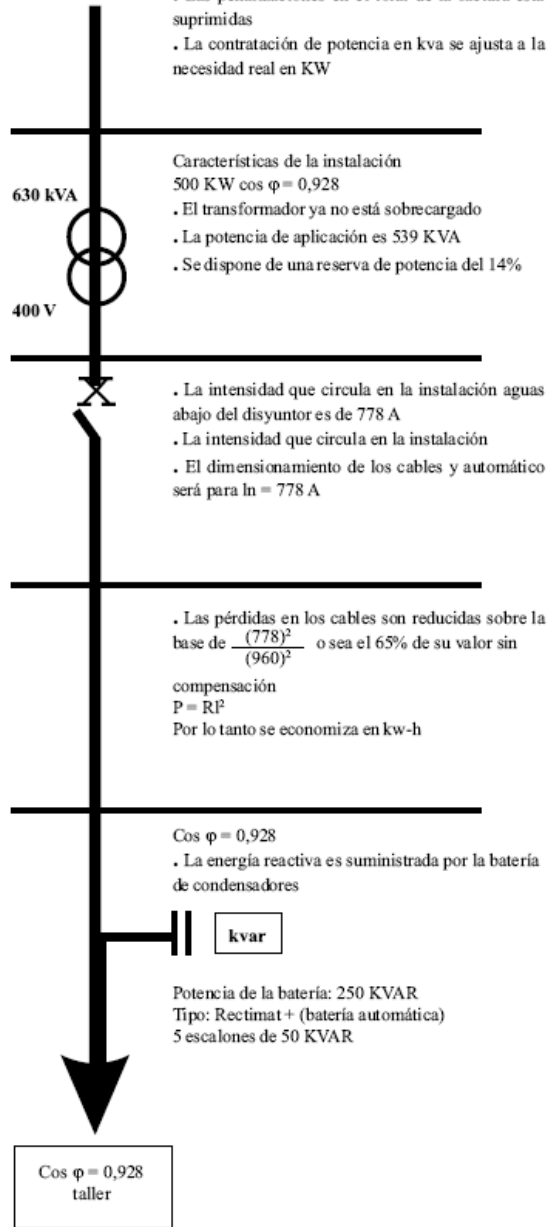 suprimidas
. La contratación de potencia en kva se ajusta a la
necesidad real en KW
Características de la instalación
500 KW cos φ = 0,928
. El transformador ya no está sobrecargado
. La potencia de aplicación es 539 KVA
. Se dispone de una reserva de potencia del 14%
630 kVA
400 V
. La intensidad que circula en la instalación aguas
abajo del disyuntor es de 778 A
. La intensidad que circula en la instalación
. El dimensionamiento de los cables y automático
será para ln = 778 A
. Las pérdidas en los cables son reducidas sobre la
base de (778)² / (960)² o sea el 65% de su valor sin
compensación
P = Rl²
Por lo tanto se economiza en kw-h
Cos φ = 0,928
. La energía reactiva es suministrada por la batería
de condensadores
kvar
Potencia de la batería: 250 KVAR
Tipo: Rectimat + (batería automática)
5 escalones de 50 KVAR
Cos φ = 0,928
taller